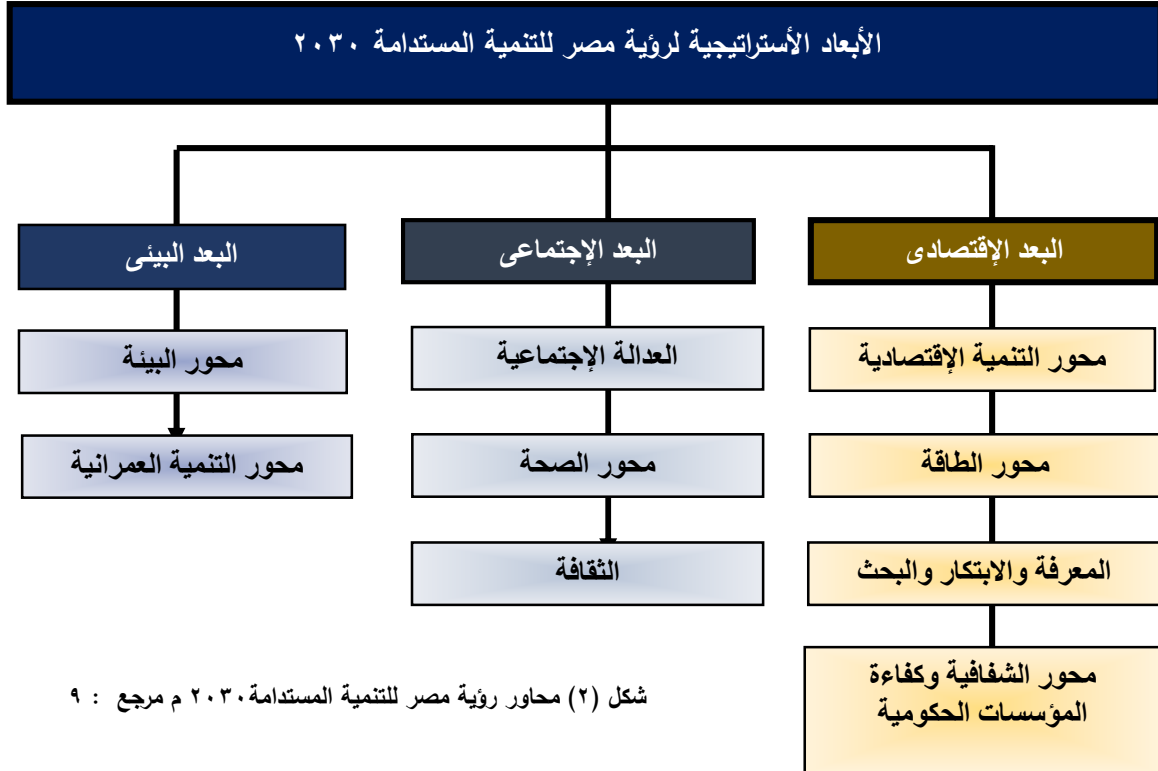 الأبعاد الأستراتيجية لرؤية مصر للتنمية المستدامة ٢٠٣٠
البعد الإقتصادى
البعد الإجتماعى
البعد البيئى
محور التنمية الإقتصادية
العدالة الإجتماعية
محور البيئة
محور الطاقة
محور الصحة
محور التنمية العمرانية
المعرفة والابتكار والبحث
الثقافة
محور الشفافية وكفاءة
المؤسسات الحكومية
شكل (٢) محاور رؤية مصر للتنمية المستدامة٢٠٣٠ م مرجع : ٩